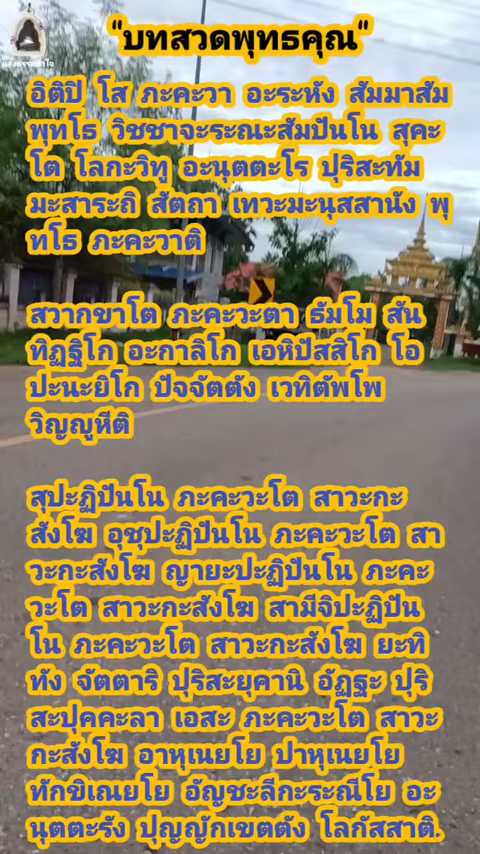 "บทสวดพุทธคุณ"
อิติปิ โส ภะคะวา อะระหัง สัมมาสัม
พุทโธ วิชชาจะระณะสัมปันโน สุคะ
โต โลกะวิทู อะนุตตะโร ปุริสะทัม
มะสาระถิ สัตถา เทวะมะนุสสานัง พุ
ทโธ ภะคะวาติ
สวากขาโต ภะคะวะตา ธัมโม สัน
ทิฏฐิโก อะกาลิโก เอหิปัสสิโก โอ
ปะนะยิโก ปัจจัตตัง เวทิตัพโพ
วิญญูหีติ
สุปะฏิปันโน ภะคะวะโต สาวะกะ
สังโฆ อุชุปะฏิปันโน ภะคะวะโต สา
วะกะสังโฆ ญายะปะฏิปันโน ภะคะ
วะโต สาวะกะสังโฆ สามีจิปะฏิปัน
โน ภะคะวะโต สาวะกะสังโฆ ยะทิ
ทัง จัตตาริ ปุริสะยุคานิ อัฏฐะ ปุริ
สะปุคคะลา เอสะ ภะคะวะโต สาวะ
กะสังโฆ อาหุเนยโย ปาหุเนยโย
ทักขิเณยโย อัญชะลีกะระณีโย อะ
นุตตะรัง ปุญญักเขตตัง โลกัสสาติ.